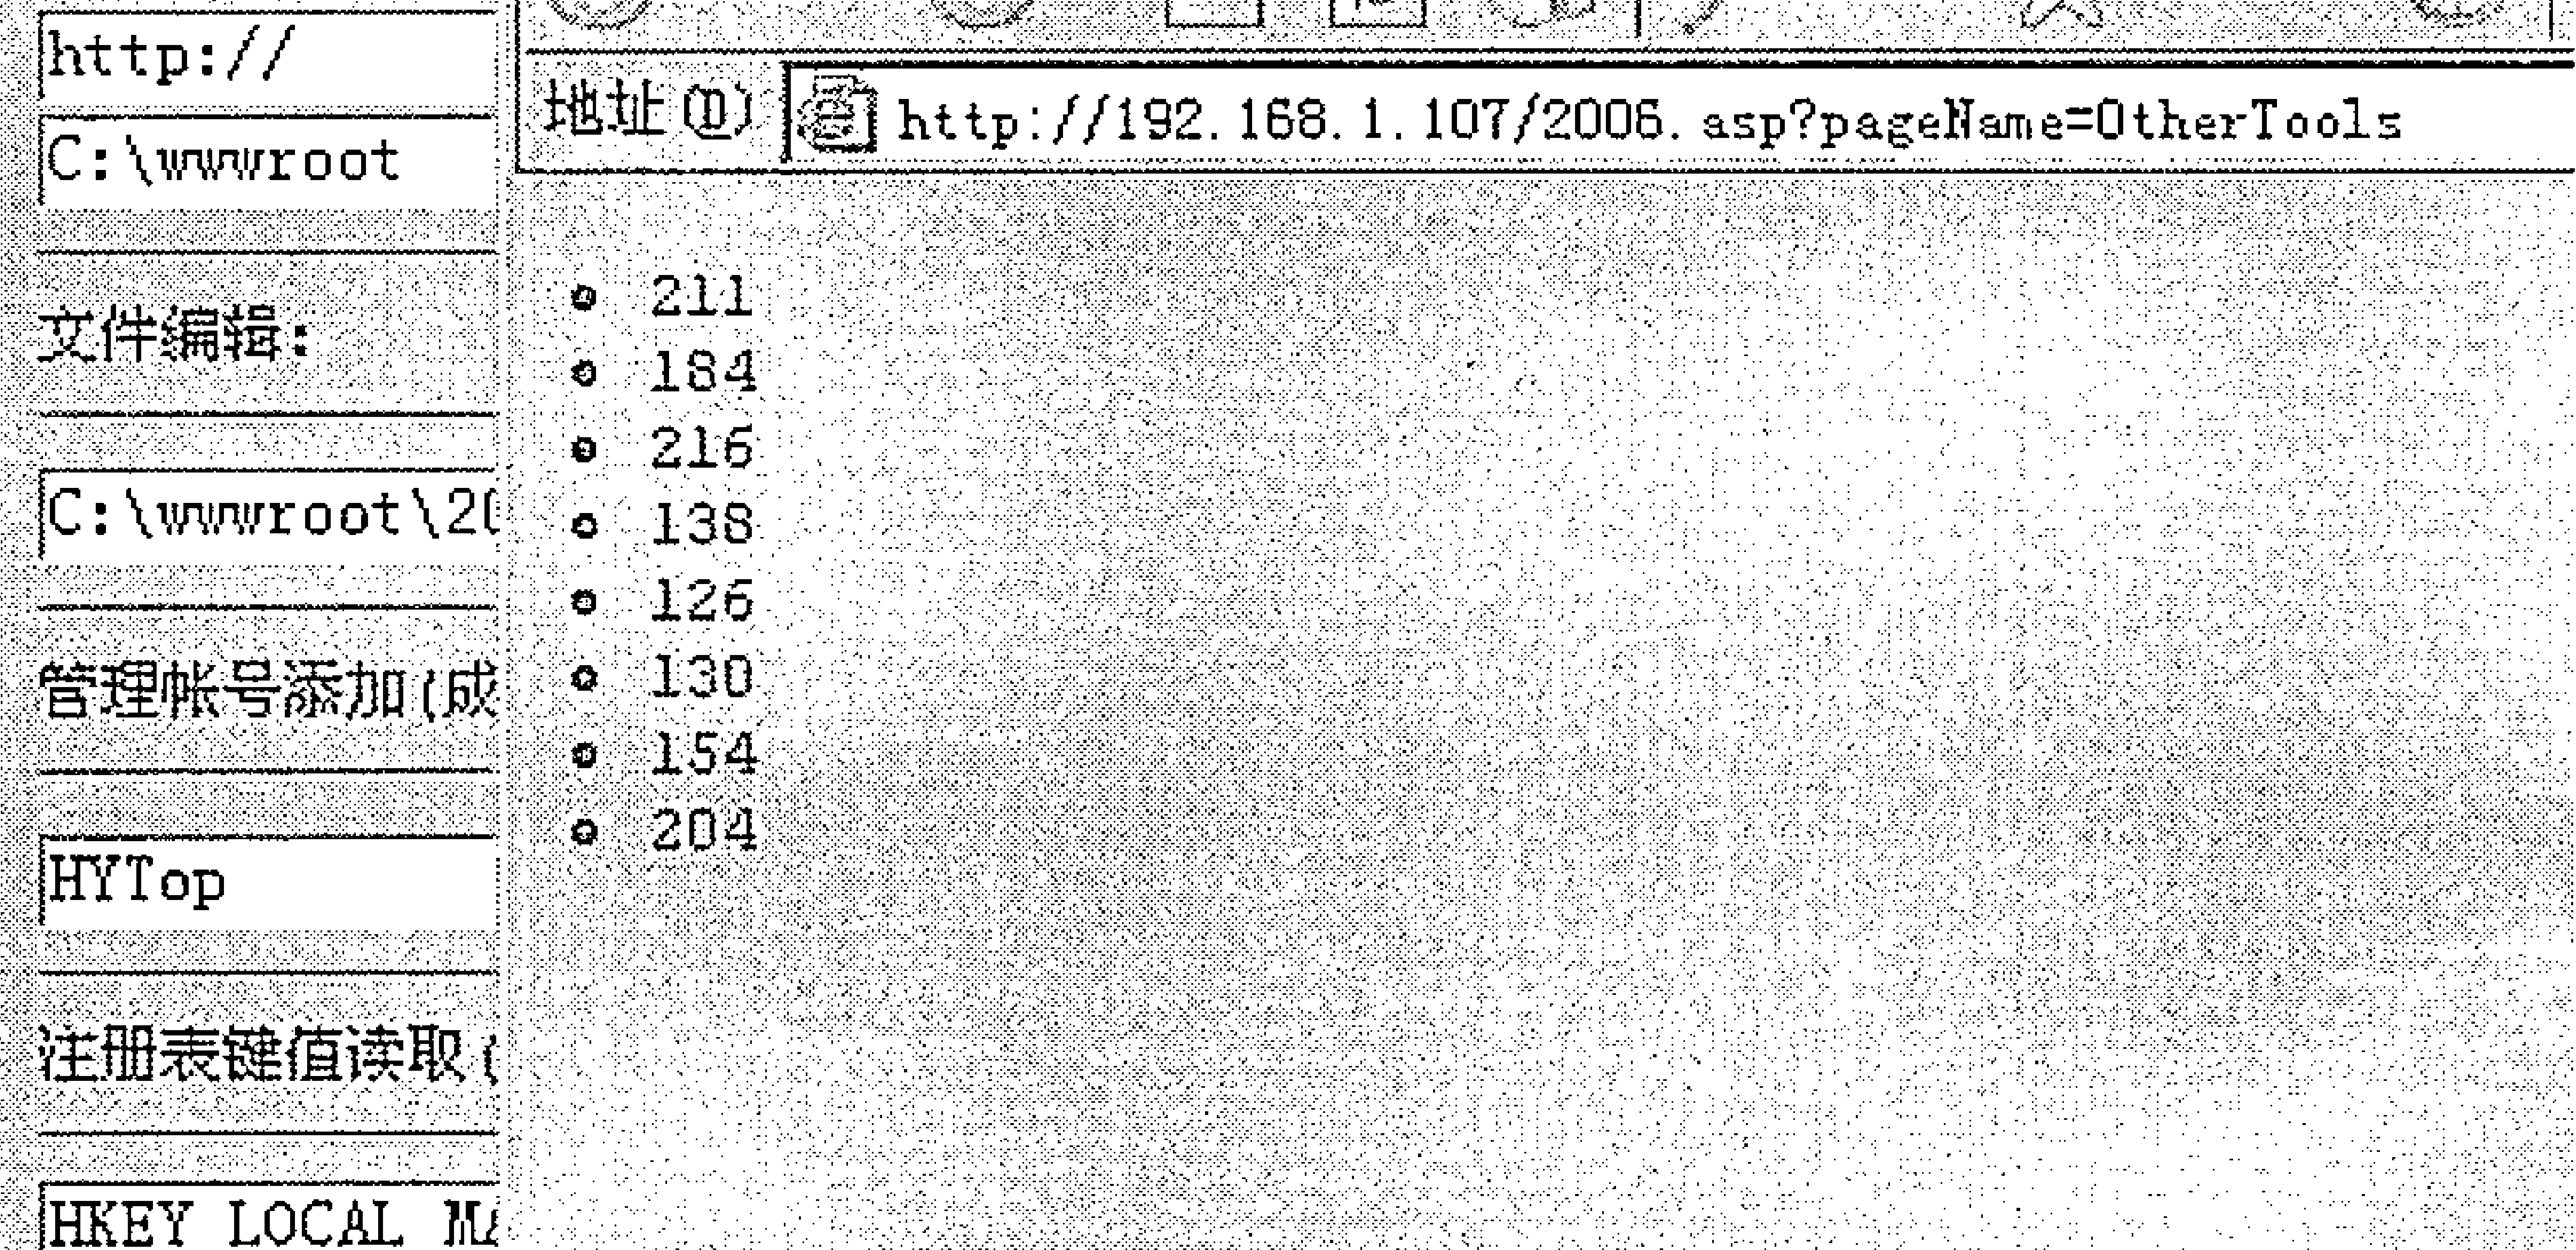 http://
C:\wwwroot
文件编辑:
C:\wwwroot\20
管理帐号添加(成
HYTop
注册表键值读取(
HKEY LOCAL
地址(D) http://192.168.1.107/2006.asp?pageName=OtherTools
211
184
216
138
126
130
154
204